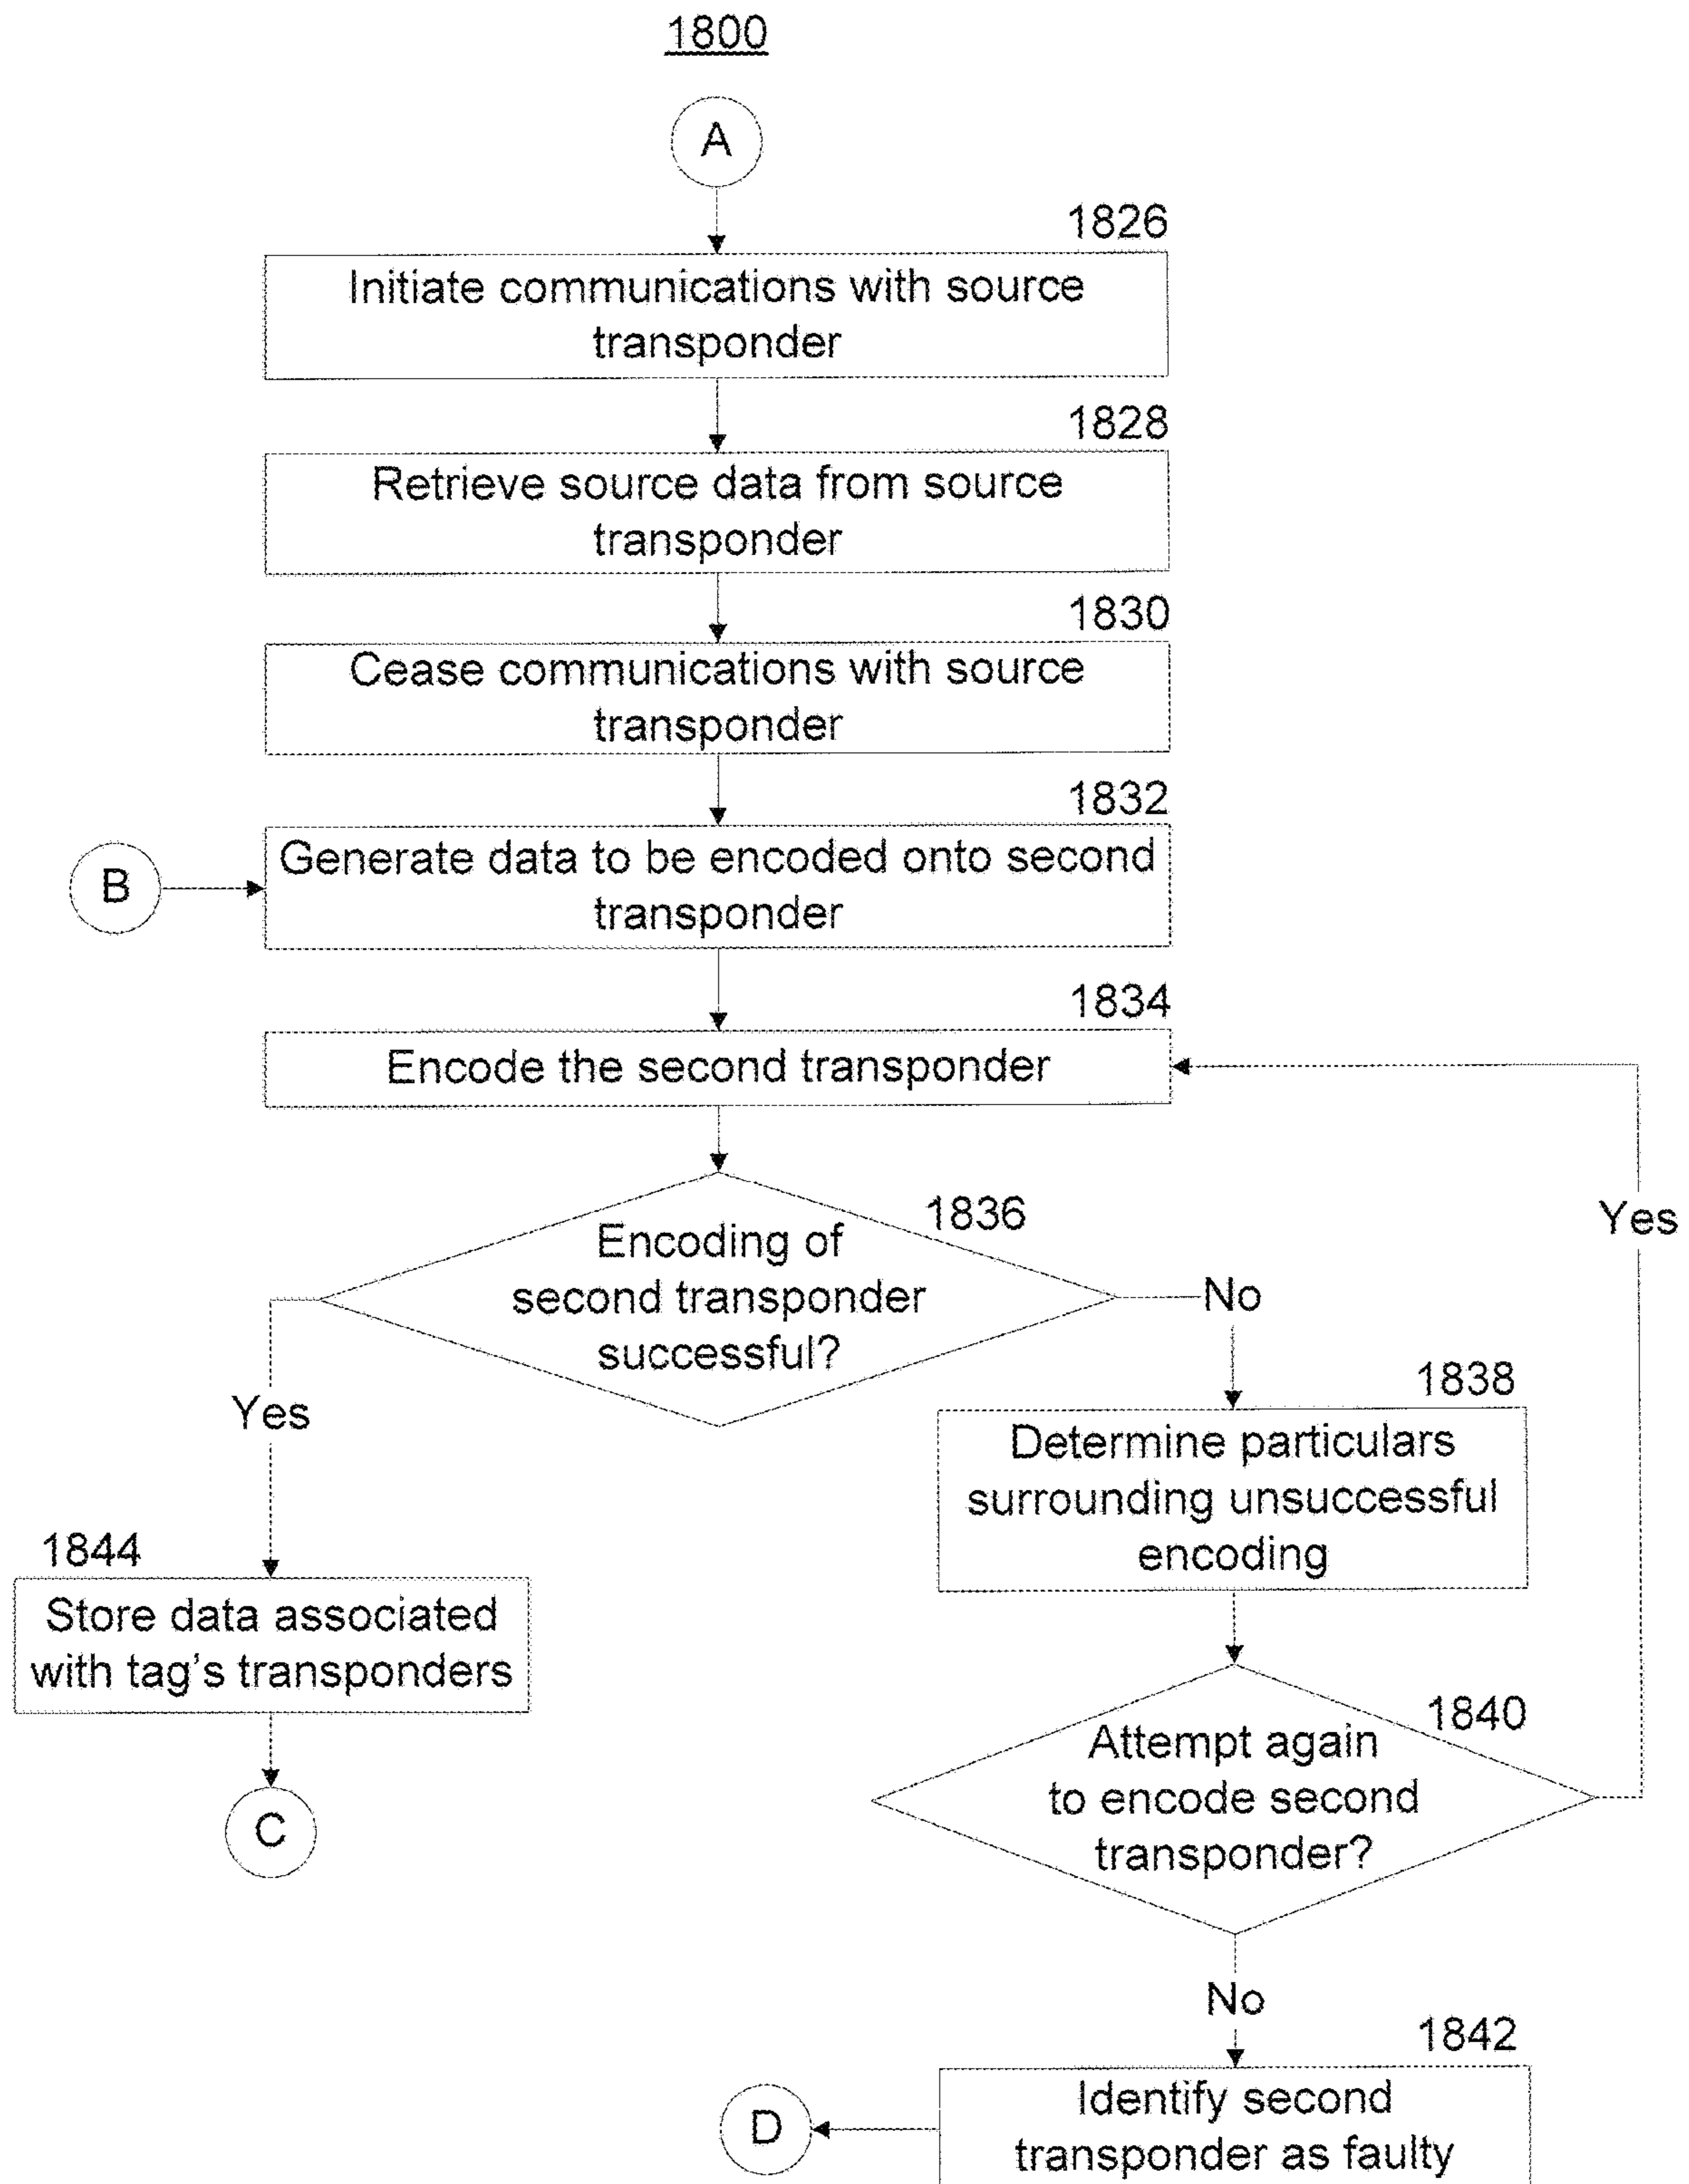 1800
A
1826
Initiate communications with source
transponder
1828
Retrieve source data from source
transponder
1830
Cease communications with source
transponder
1832
Generate data to be encoded onto second
transponder
B
1834
Encode the second transponder
1836
Encoding of
second transponder
successful?
Yes
No
Yes
1838
Determine particulars
surrounding unsuccessful
encoding
1844
Store data associated
with tag's transponders
C
1840
Attempt again
to encode second
transponder?
No
1842
Identify second
transponder as faulty
D